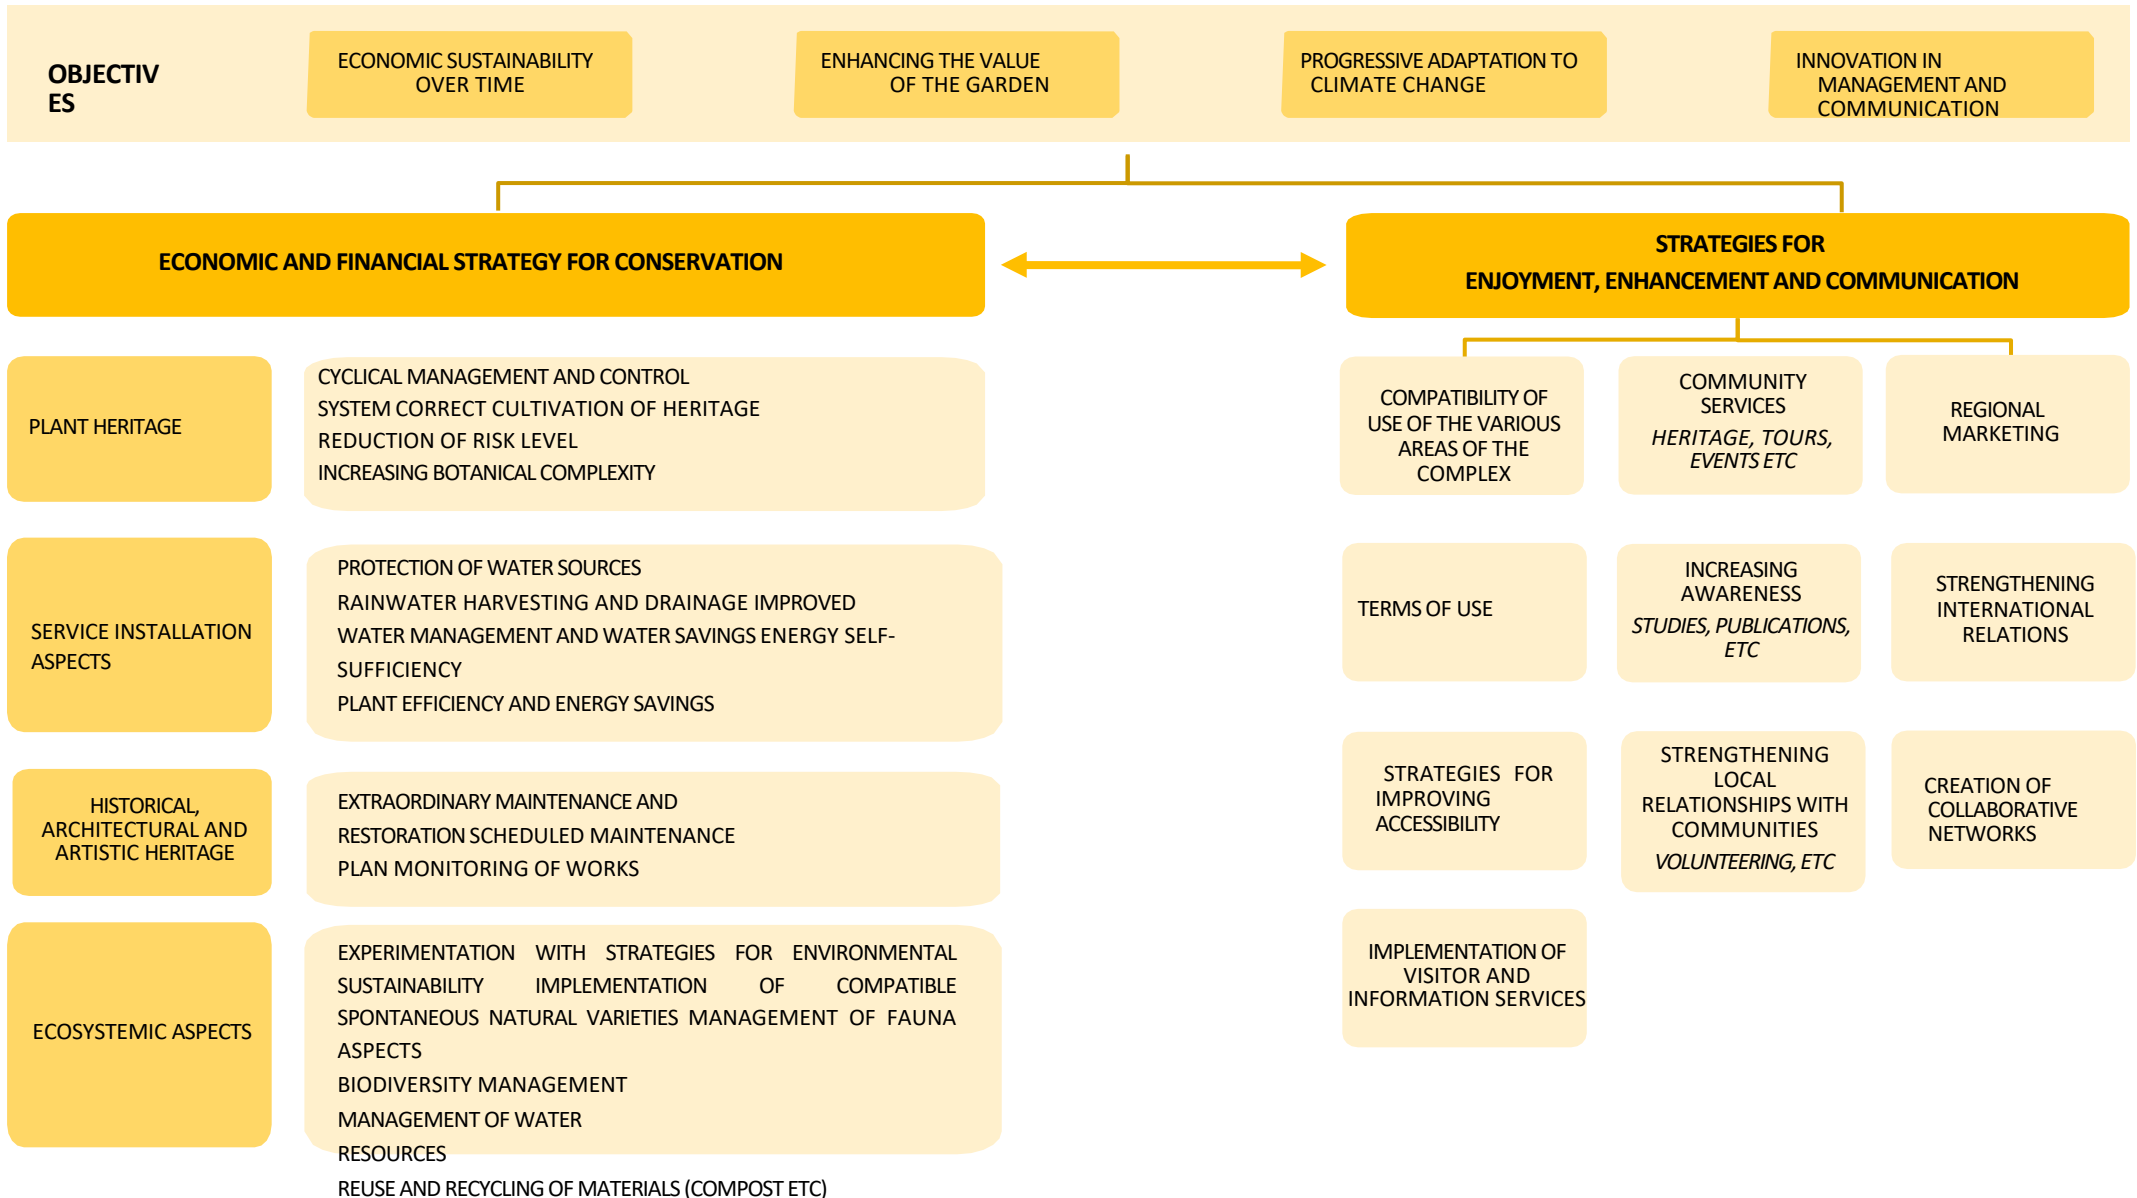 OBJECTIV
ES
ECONOMIC SUSTAINABILITY
OVER TIME
ENHANCING THE VALUE
OF THE GARDEN
PROGRESSIVE ADAPTATION TO
CLIMATE CHANGE
INNOVATION IN
MANAGEMENT AND
COMMUNICATION
ECONOMIC AND FINANCIAL STRATEGY FOR CONSERVATION
STRATEGIES FOR
ENJOYMENT, ENHANCEMENT AND COMMUNICATION
PLANT HERITAGE
CYCLICAL MANAGEMENT AND CONTROL
SYSTEM CORRECT CULTIVATION OF HERITAGE
REDUCTION OF RISK LEVEL
INCREASING BOTANICAL COMPLEXITY
SERVICE INSTALLATION
ASPECTS
PROTECTION OF WATER SOURCES
RAINWATER HARVESTING AND DRAINAGE IMPROVED
WATER MANAGEMENT AND WATER SAVINGS ENERGY SELF-
SUFFICIENCY
PLANT EFFICIENCY AND ENERGY SAVINGS
HISTORICAL,
ARCHITECTURAL AND
ARTISTIC HERITAGE
EXTRAORDINARY MAINTENANCE AND
RESTORATION SCHEDULED MAINTENANCE
PLAN MONITORING OF WORKS
ECOSYSTEMIC ASPECTS
EXPERIMENTATION WITH STRATEGIES FOR ENVIRONMENTAL
SUSTAINABILITY IMPLEMENTATION OF COMPATIBLE
SPONTANEOUS NATURAL VARIETIES MANAGEMENT OF FAUNA
ASPECTS
BIODIVERSITY MANAGEMENT
MANAGEMENT OF WATER
RESOURCES
REUSE AND RECYCLING OF MATERIALS (COMPOST ETC)
COMPATIBILITY OF
USE OF THE VARIOUS
AREAS OF THE
COMPLEX
COMMUNITY
SERVICES
HERITAGE, TOURS,
EVENTS ETC
REGIONAL
MARKETING
TERMS OF USE
INCREASING
AWARENESS
STUDIES, PUBLICATIONS,
ETC
STRENGTHENING
INTERNATIONAL
RELATIONS
STRATEGIES FOR
IMPROVING
ACCESSIBILITY
STRENGTHENING
LOCAL
RELATIONSHIPS WITH
COMMUNITIES
VOLUNTEERING, ETC
CREATION OF
COLLABORATIVE
NETWORKS
IMPLEMENTATION OF
VISITOR AND
INFORMATION SERVICES